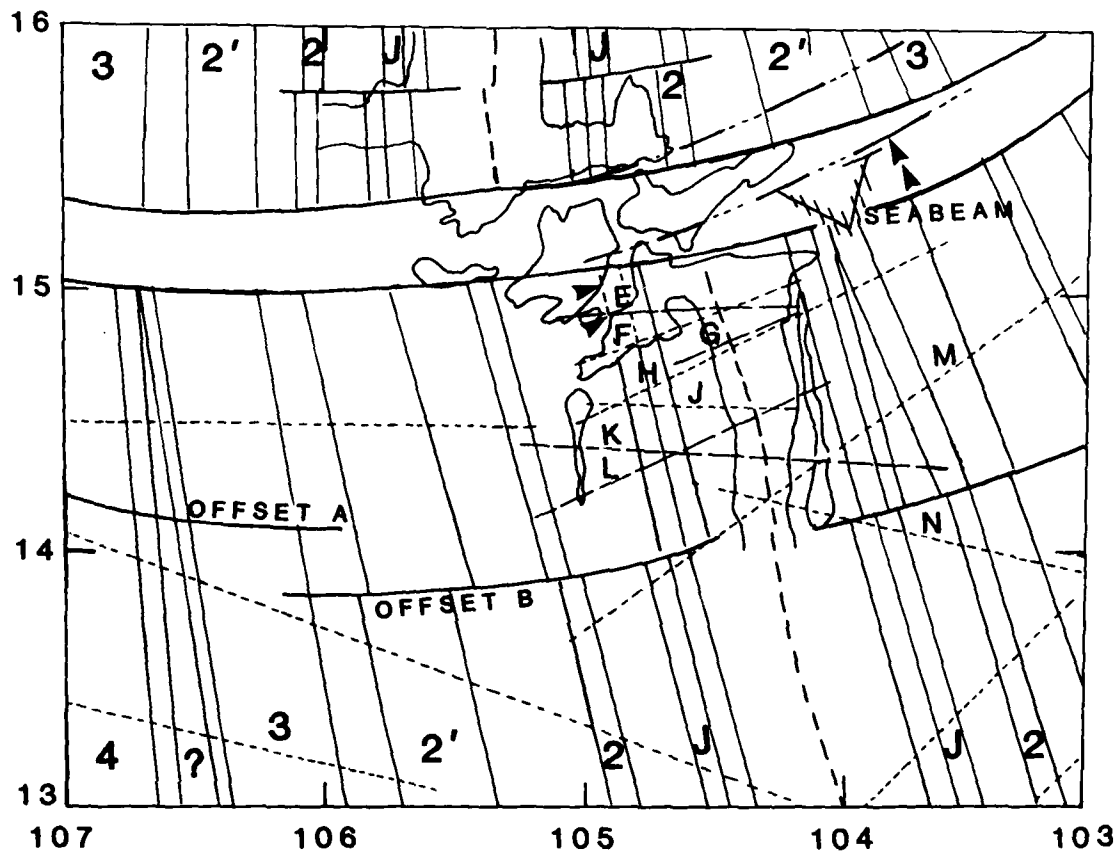 16
3 2' 2 J J 2' 3
2
SEABEAM
15
E
F G
H J M
K
L
OFFSET A N
14
OFFSET B
3
4 ? 2' 2 J J 2
13
107 106 105 104 103